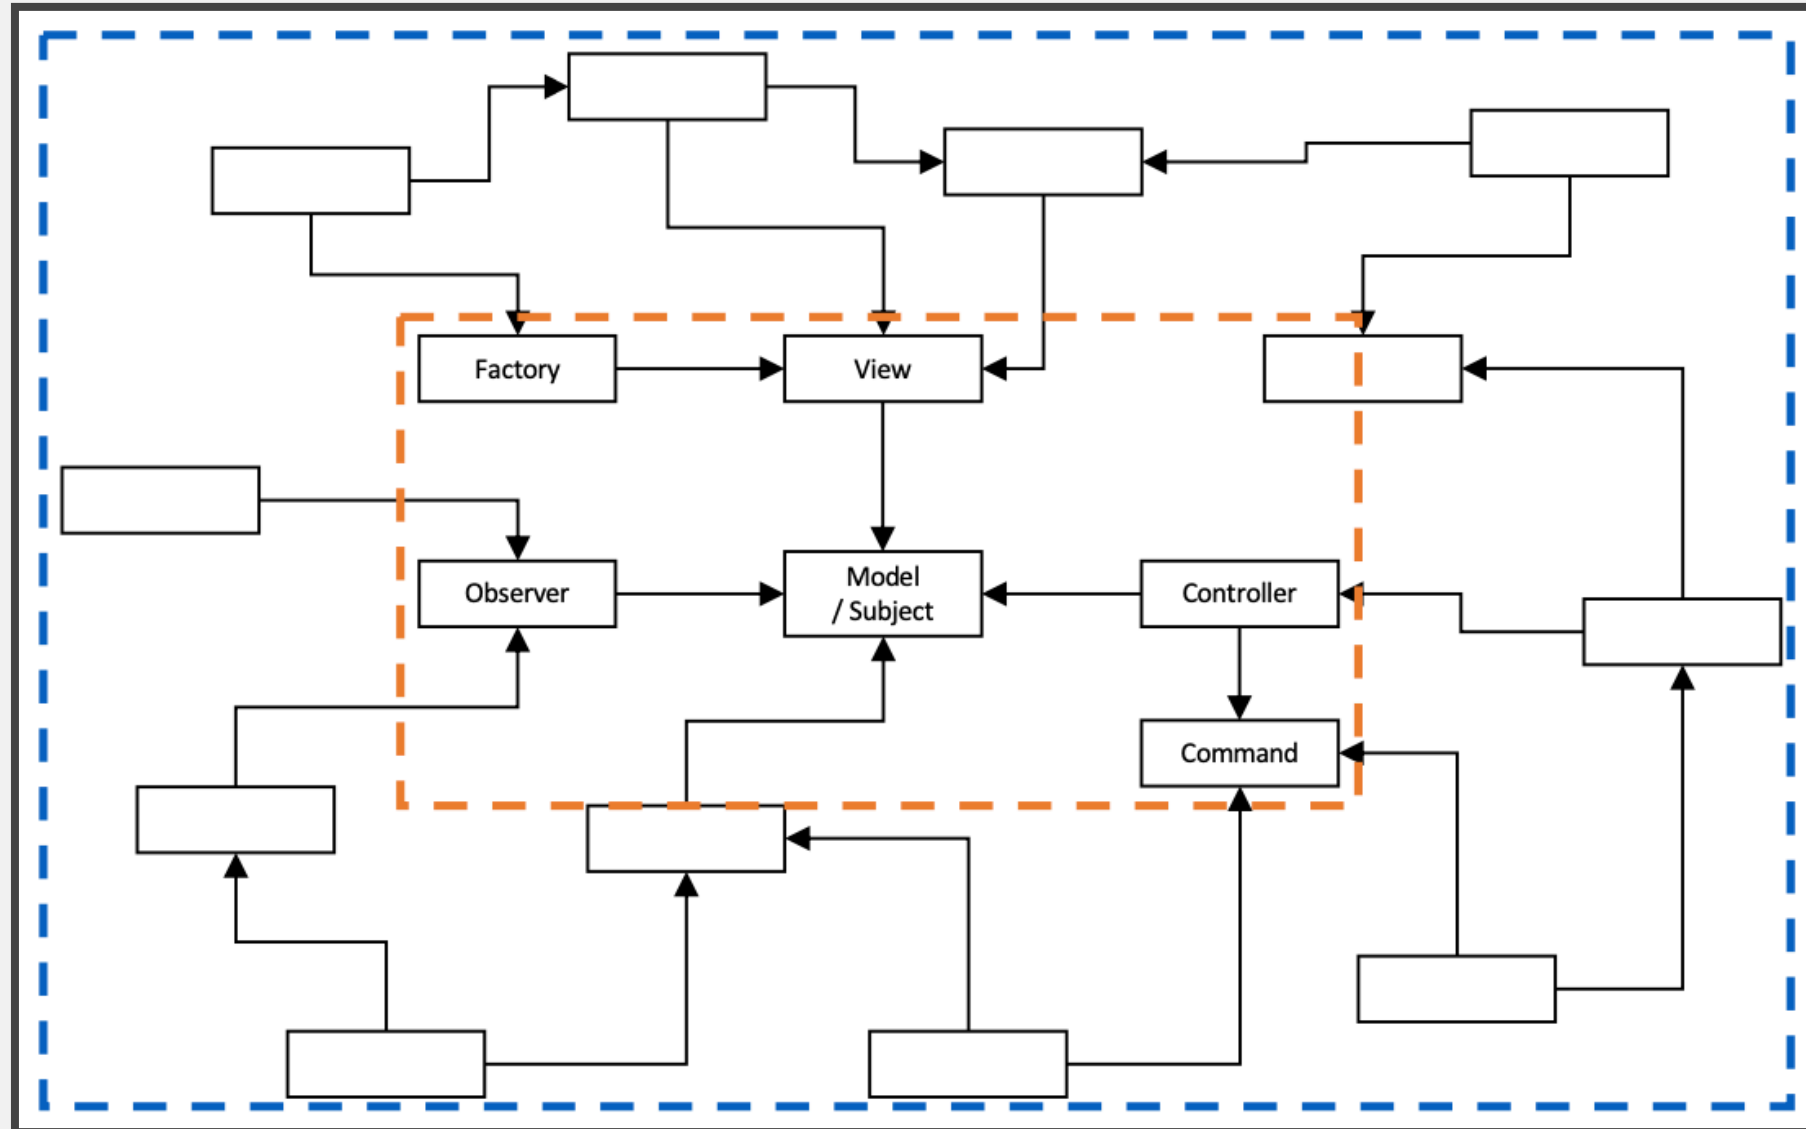 Factory
View
Observer
Model
/ Subject
Controller
Command